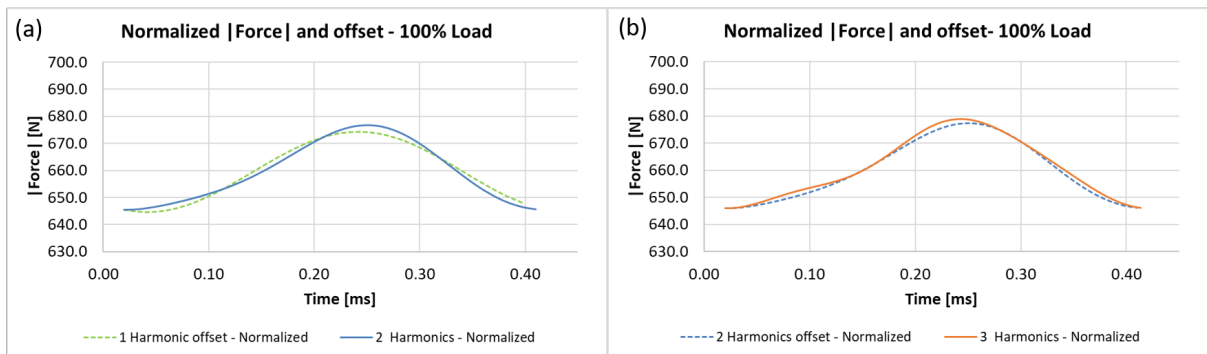 (a)
Normalized |Force| and offset - 100% Load
|Force| [N]
700.0
690.0
680.0
670.0
660.0
650.0
640.0
630.0
0.00 0.10 0.20 0.30 0.40
Time [ms]
1 Harmonic offset - Normalized 2 Harmonics - Normalized
(b)
Normalized |Force| and offset- 100% Load
|Force| [N]
700.0
690.0
680.0
670.0
660.0
650.0
640.0
630.0
0.00 0.10 0.20 0.30 0.40
Time [ms]
2 Harmonics offset - Normalized 3 Harmonics - Normalized